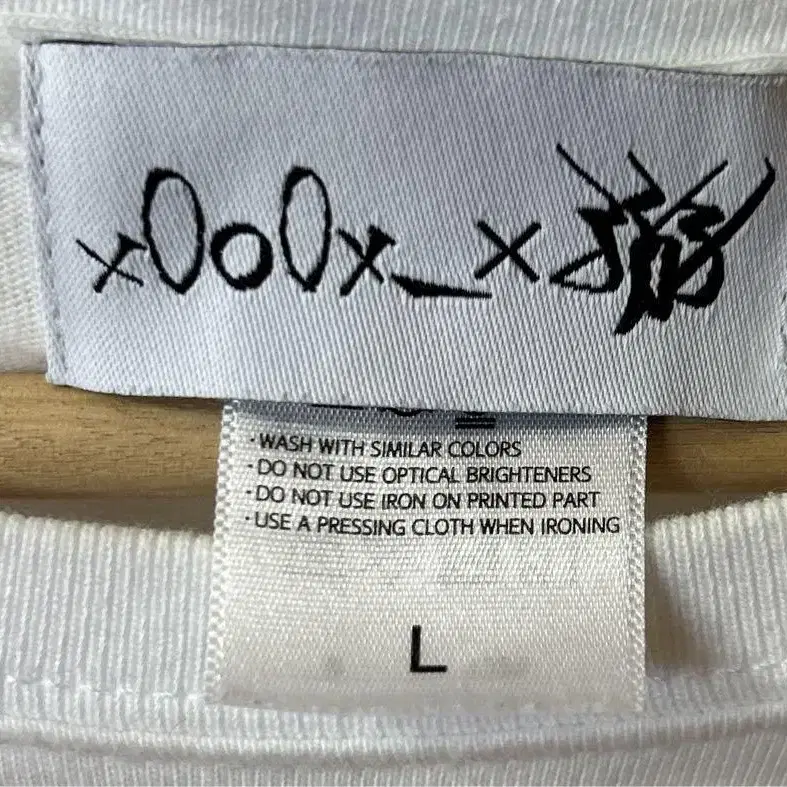 x0o0x_×
· WASH WITH SIMILAR COLORS
· DO NOT USE OPTICAL BRIGHTENERS
· DO NOT USE IRON ON PRINTED PART
· USE A PRESSING CLOTH WHEN IRONING
L